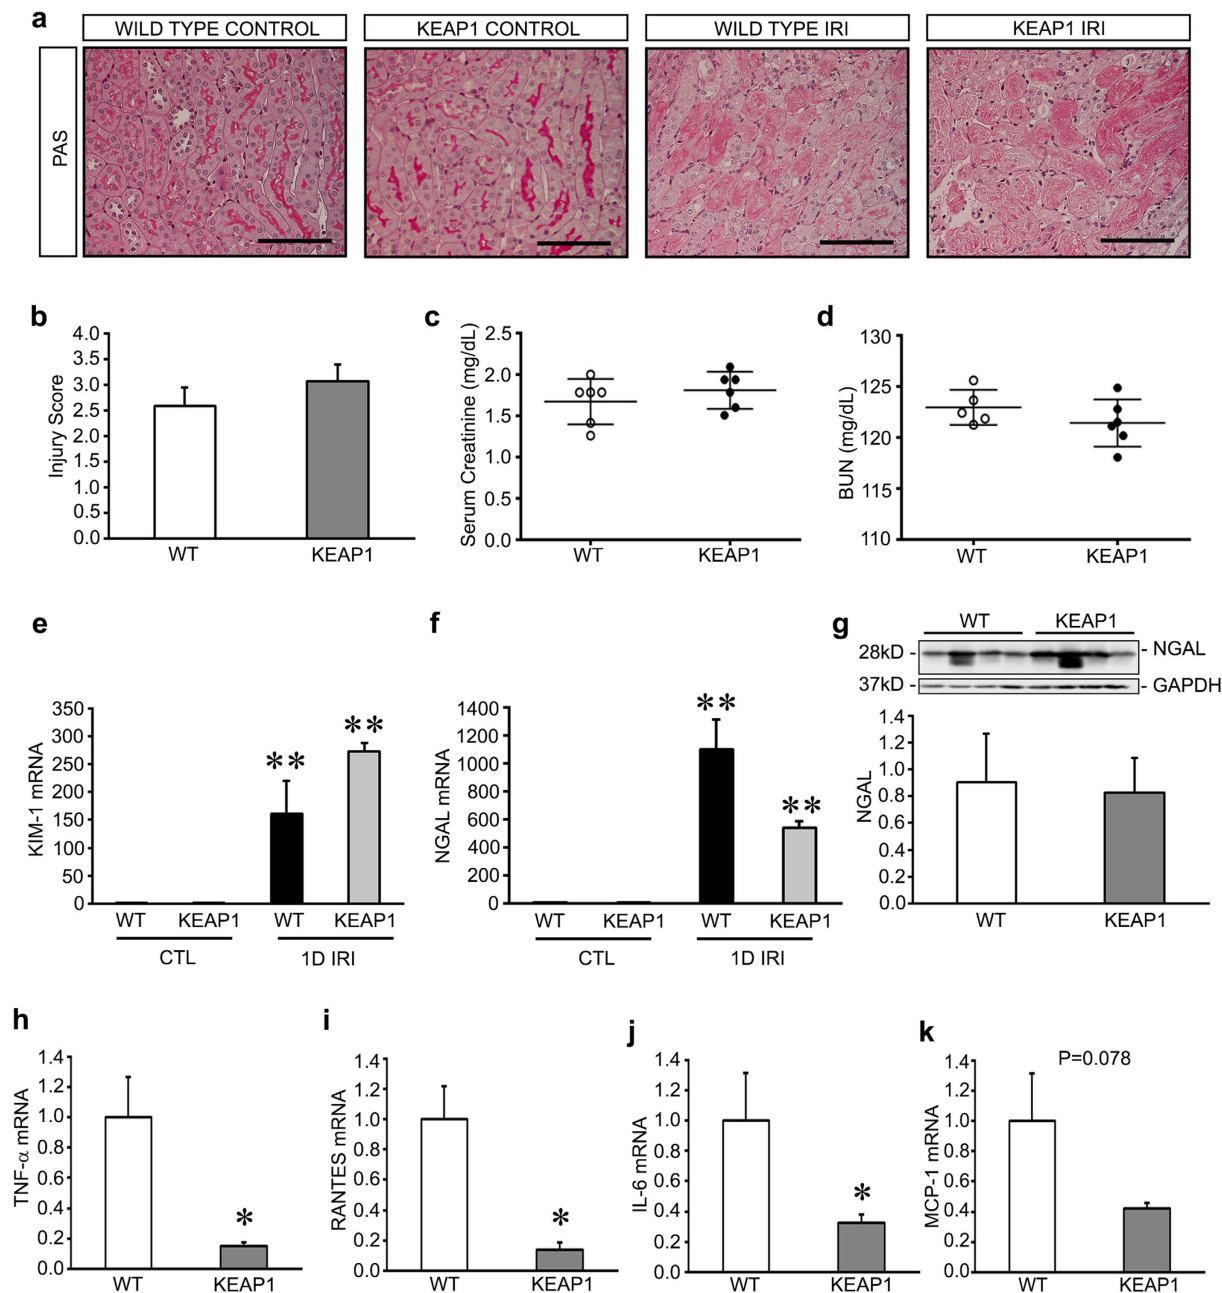 a
WILD TYPE CONTROL
KEAP1 CONTROL
WILD TYPE IRI
KEAP1 IRI
PAS
b
4.0
3.5
3.0
2.5
2.0
1.5
1.0
0.5
0.0
Injury Score
WT
KEAP1
c
2.5
2.0
1.5
1.0
0.5
0.0
Serum Creatinine (mg/dL)
WT
KEAP1
d
130
125
120
115
110
BUN (mg/dL)
WT
KEAP1
e
350
300
250
200
150
100
50
0
KIM-1 mRNA
**
**
WT
KEAP1
WT
KEAP1
CTL
1D IRI
f
1400
1200
1000
800
600
400
200
0
NGAL mRNA
**
**
WT
KEAP1
WT
KEAP1
CTL
1D IRI
g
WT
KEAP1
28kD -
- NGAL
37kD -
- GAPDH
1.4
1.2
1.0
0.8
0.6
0.4
0.2
0.0
NGAL
WT
KEAP1
h
1.4
1.2
1.0
0.8
0.6
0.4
0.2
0.0
TNF-α mRNA
*
WT
KEAP1
i
1.4
1.2
1.0
0.8
0.6
0.4
0.2
0.0
RANTES mRNA
*
WT
KEAP1
j
1.4
1.2
1.0
0.8
0.6
0.4
0.2
0.0
IL-6 mRNA
*
WT
KEAP1
k
P=0.078
1.4
1.2
1.0
0.8
0.6
0.4
0.2
0.0
MCP-1 mRNA
WT
KEAP1